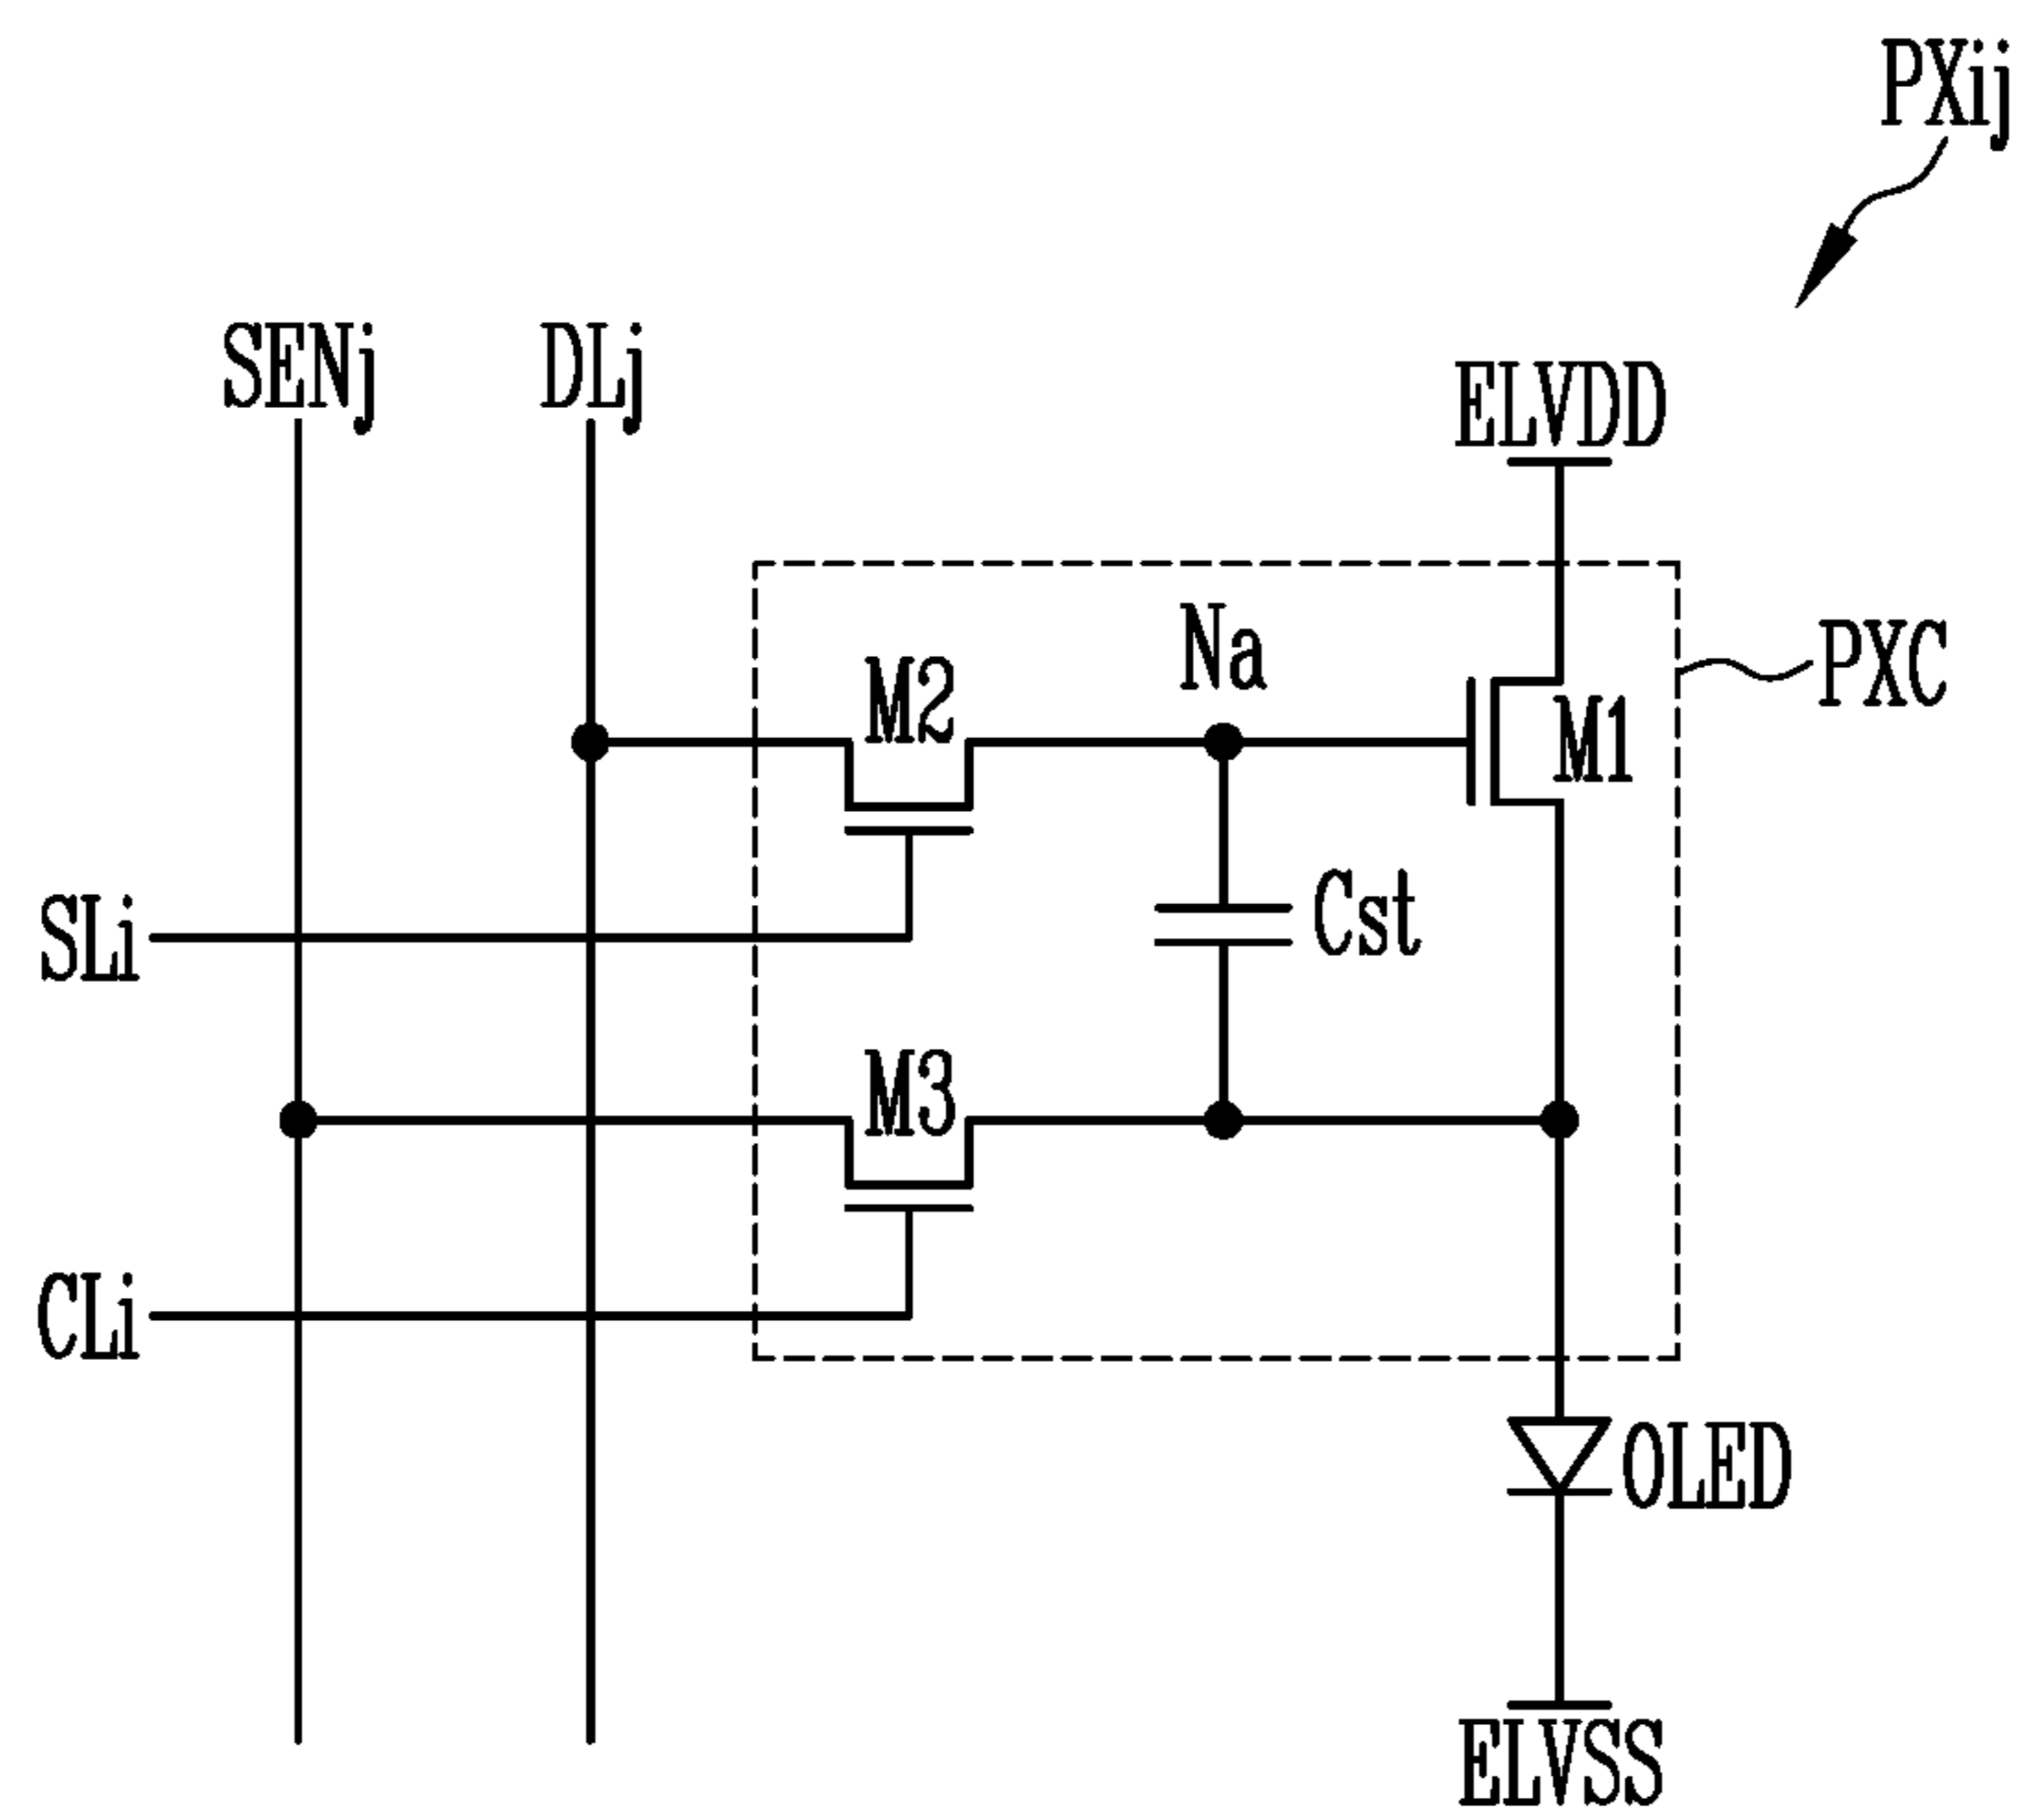 PXij
SENj
DLj
ELVDD
Na
PXC
M2
M1
Cst
SLi
M3
CLi
OLED
ELVSS